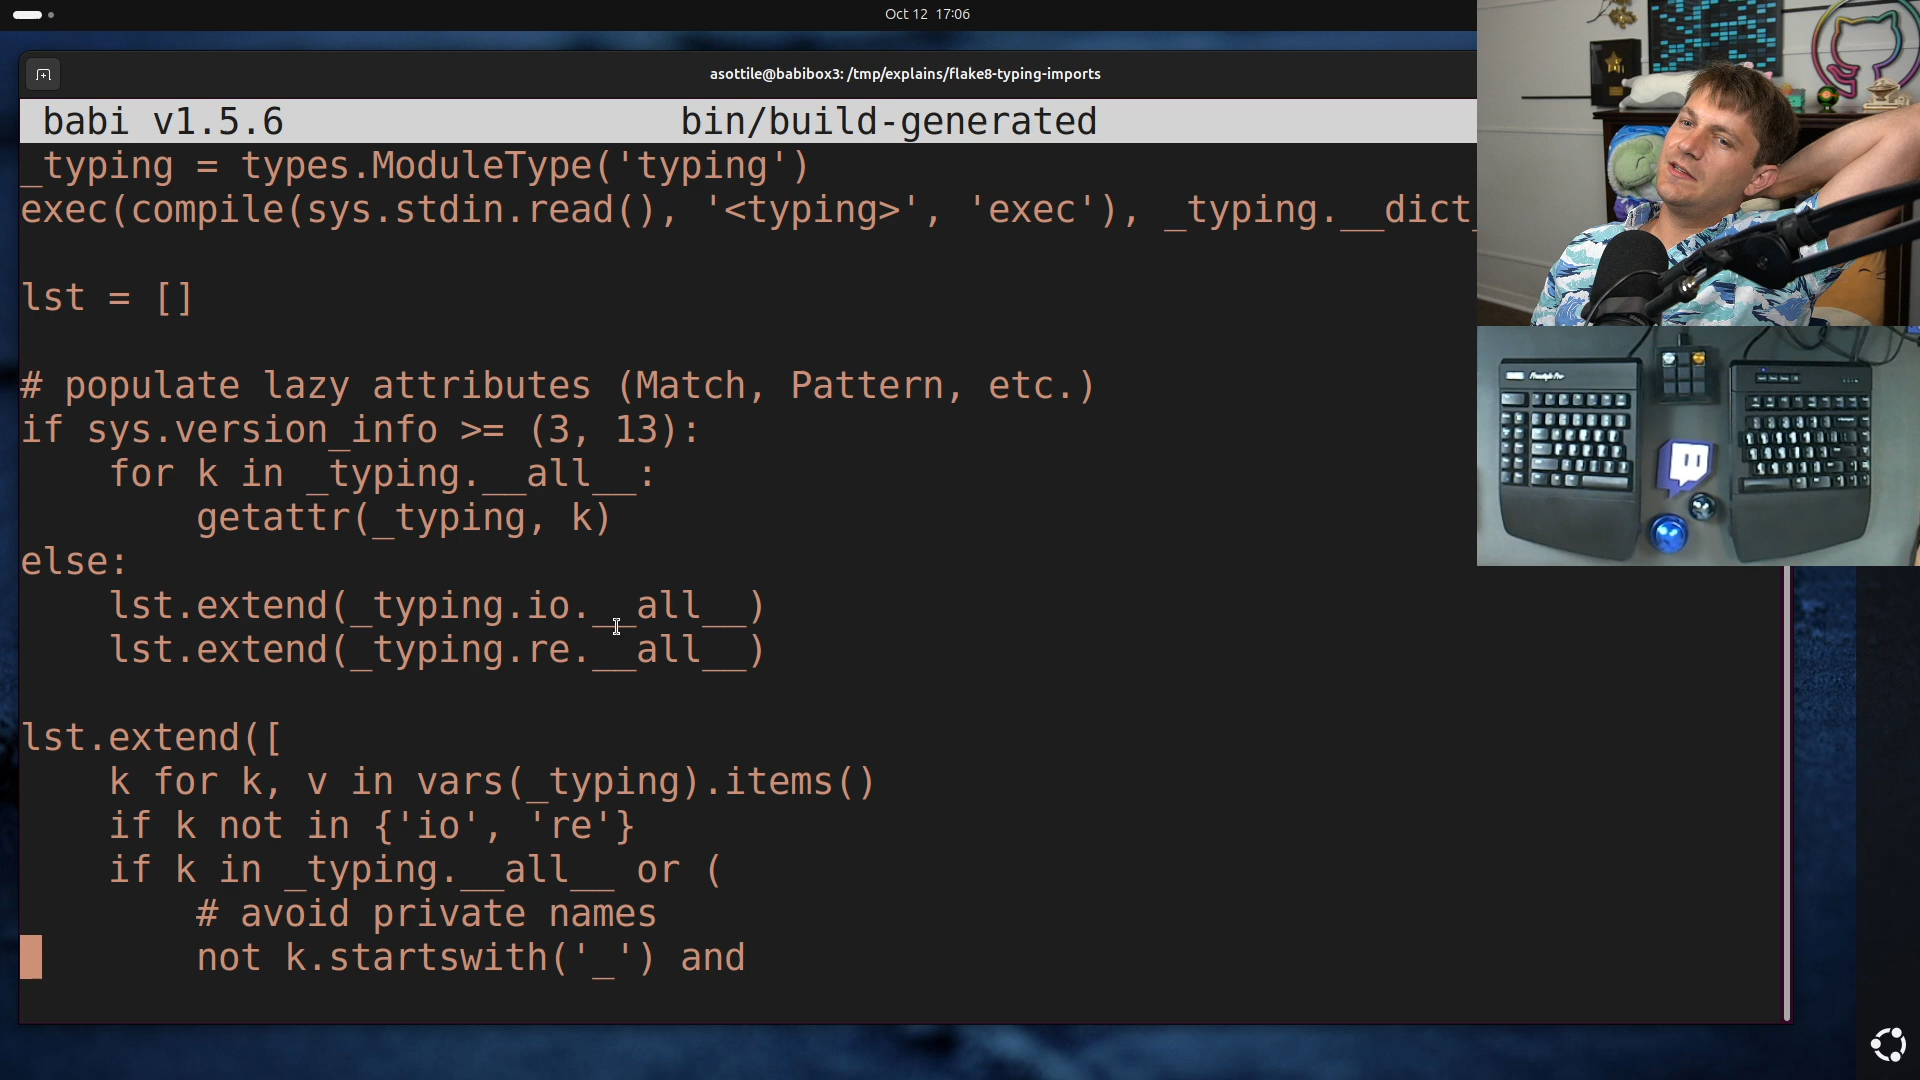 Oct 12 17:06
asottile@babibox3: /tmp/explains/flake8-typing-imports
babi v1.5.6 bin/build-generated
_typing = types.ModuleType('typing')
exec(compile(sys.stdin.read(), '<typing>', 'exec'), _typing.__dict_
lst = []
# populate lazy attributes (Match, Pattern, etc.)
if sys.version_info >= (3, 13):
    for k in _typing.__all__:
        getattr(_typing, k)
else:
    lst.extend(_typing.io.__all__)
    lst.extend(_typing.re.__all__)
lst.extend([
    k for k, v in vars(_typing).items()
    if k not in {'io', 're'}
    if k in _typing.__all__ or (
        # avoid private names
        not k.startswith('_') and